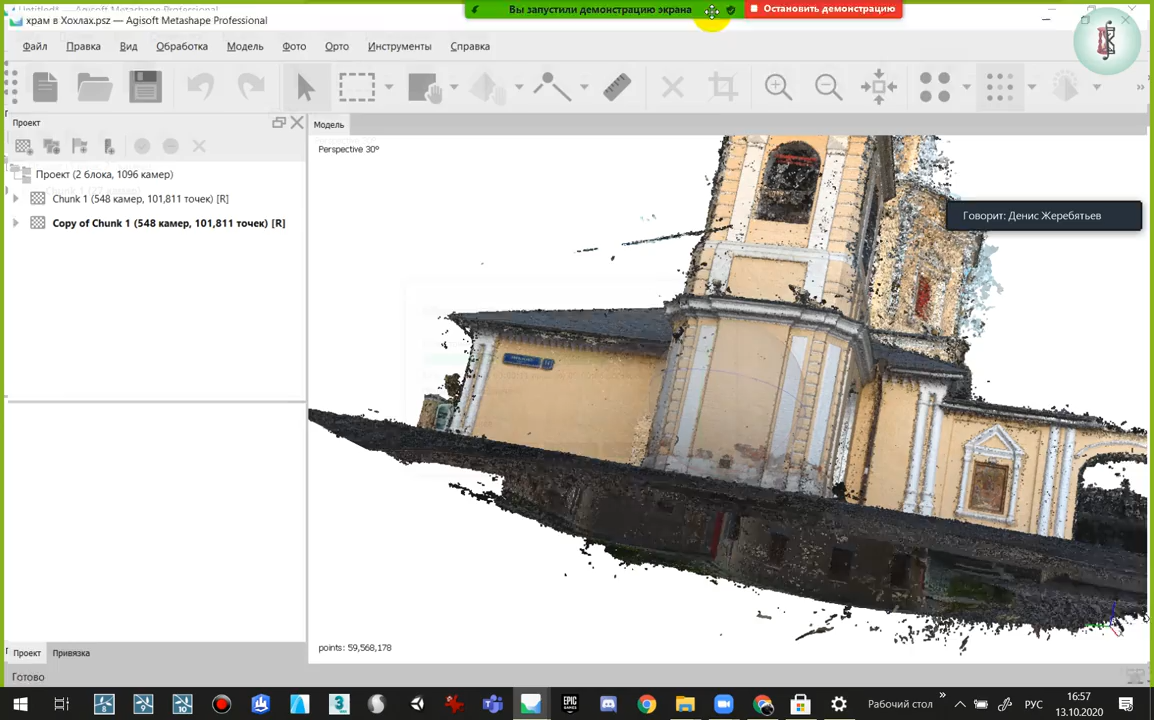 Вы запустили демонстрацию экрана
Остановить демонстрацию
храм в Хохлах.psz — Agisoft Metashape Professional
Файл Правка Вид Обработка Модель Фото Орто Инструменты Справка
Проект
Модель
Perspective 30°
Проект (2 блока, 1096 камер)
Chunk 1 (548 камер, 101,811 точек) [R]
Copy of Chunk 1 (548 камер, 101,811 точек) [R]
Говорит: Денис Жеребятьев
points: 59,568,178
Проект Привязка
Готово
Рабочий стол
РУС
16:57
13.10.2020